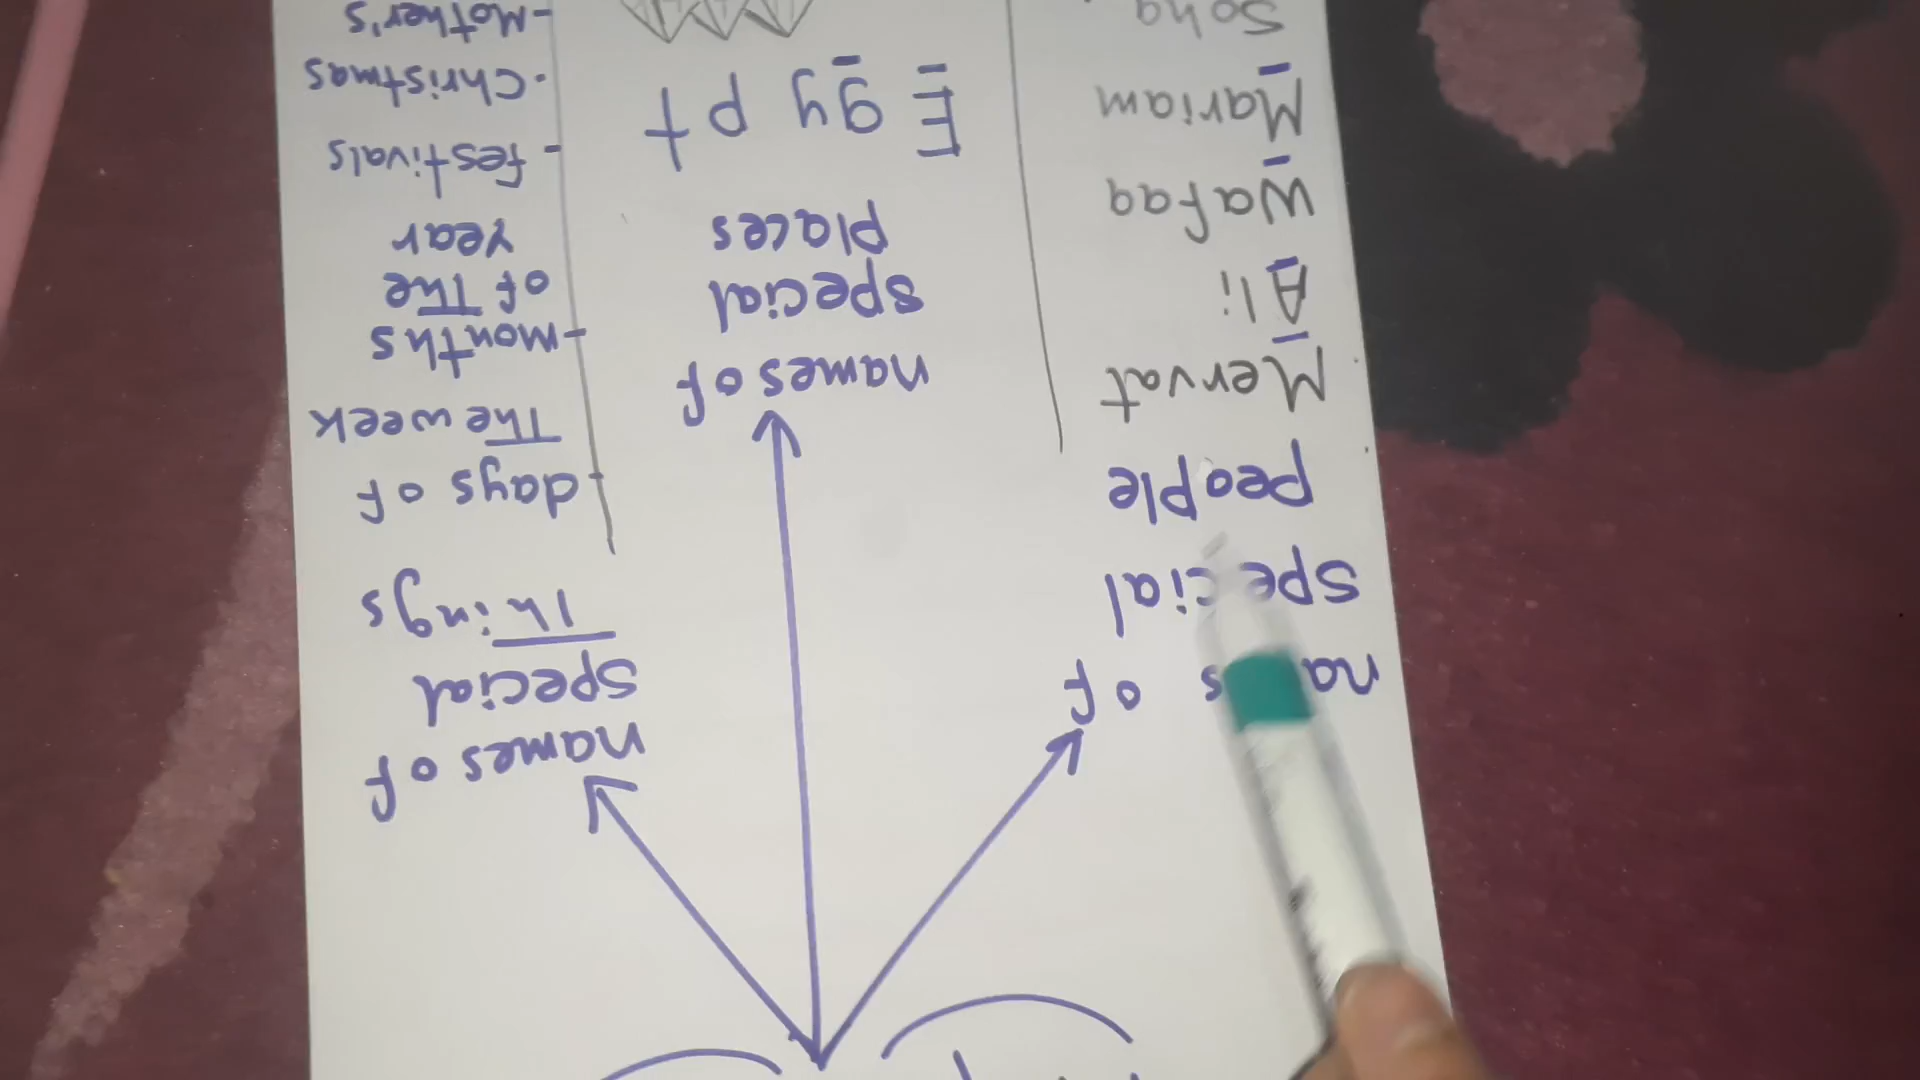 names of
special
people
Mervat
Ali
Wafaa
Mariam
Soha
names of
special
places
E gy pt
names of
special
Things
- days of
The week
- months
of The
year
- festivals
. Christmas
- Mother's